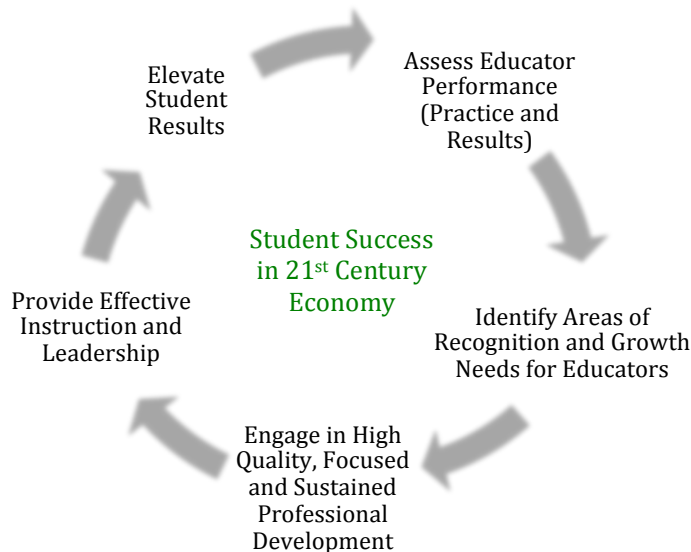 Elevate
Student
Results
Assess Educator
Performance
(Practice and
Results)
Student Success
in 21st Century
Economy
Provide Effective
Instruction and
Leadership
Identify Areas of
Recognition and Growth
Needs for Educators
Engage in High
Quality, Focused
and Sustained
Professional
Development